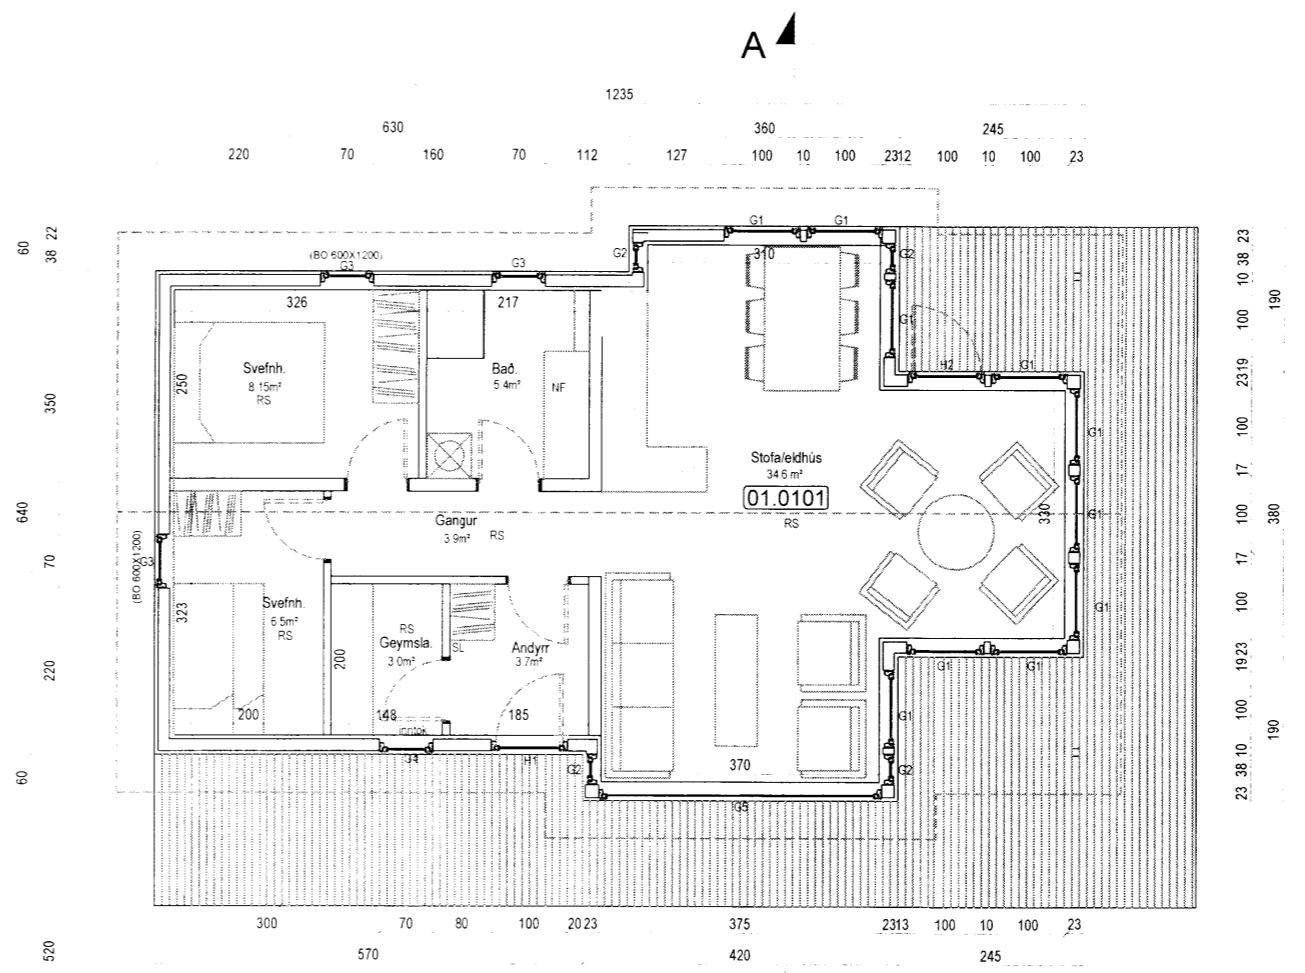 A
1235
630 360 245
220 70 160 70 112 127 100 10 100 2312 100 10 100 23
60
38 22
350
640
70
220
60
520
(BO 600X1200)
G3
G3
G2
G1
G1
310
G2
G1
H2
G1
326
217
Svefnh.
8.15m²
RS
250
Bað.
5.4m²
NF
Stofa/eldhús
34.6 m²
01.0101
RS
G1
G1
G1
330
Gangur
3.9m²
RS
G3
(BO 600X1200)
Svefnh.
6.5m²
RS
323
200
200
RS
Geymsla.
3.0m²
SL
Andyrr
3.7m²
148
185
Inntak
H1
G2
370
G5
G1
G1
G1
G2
23
10 38
100
2319
100
17
100
17
100
1923
100
23 38 10
190
380
190
300 70 80 100 20 23 375 2313 100 10 100 23
570 420 245